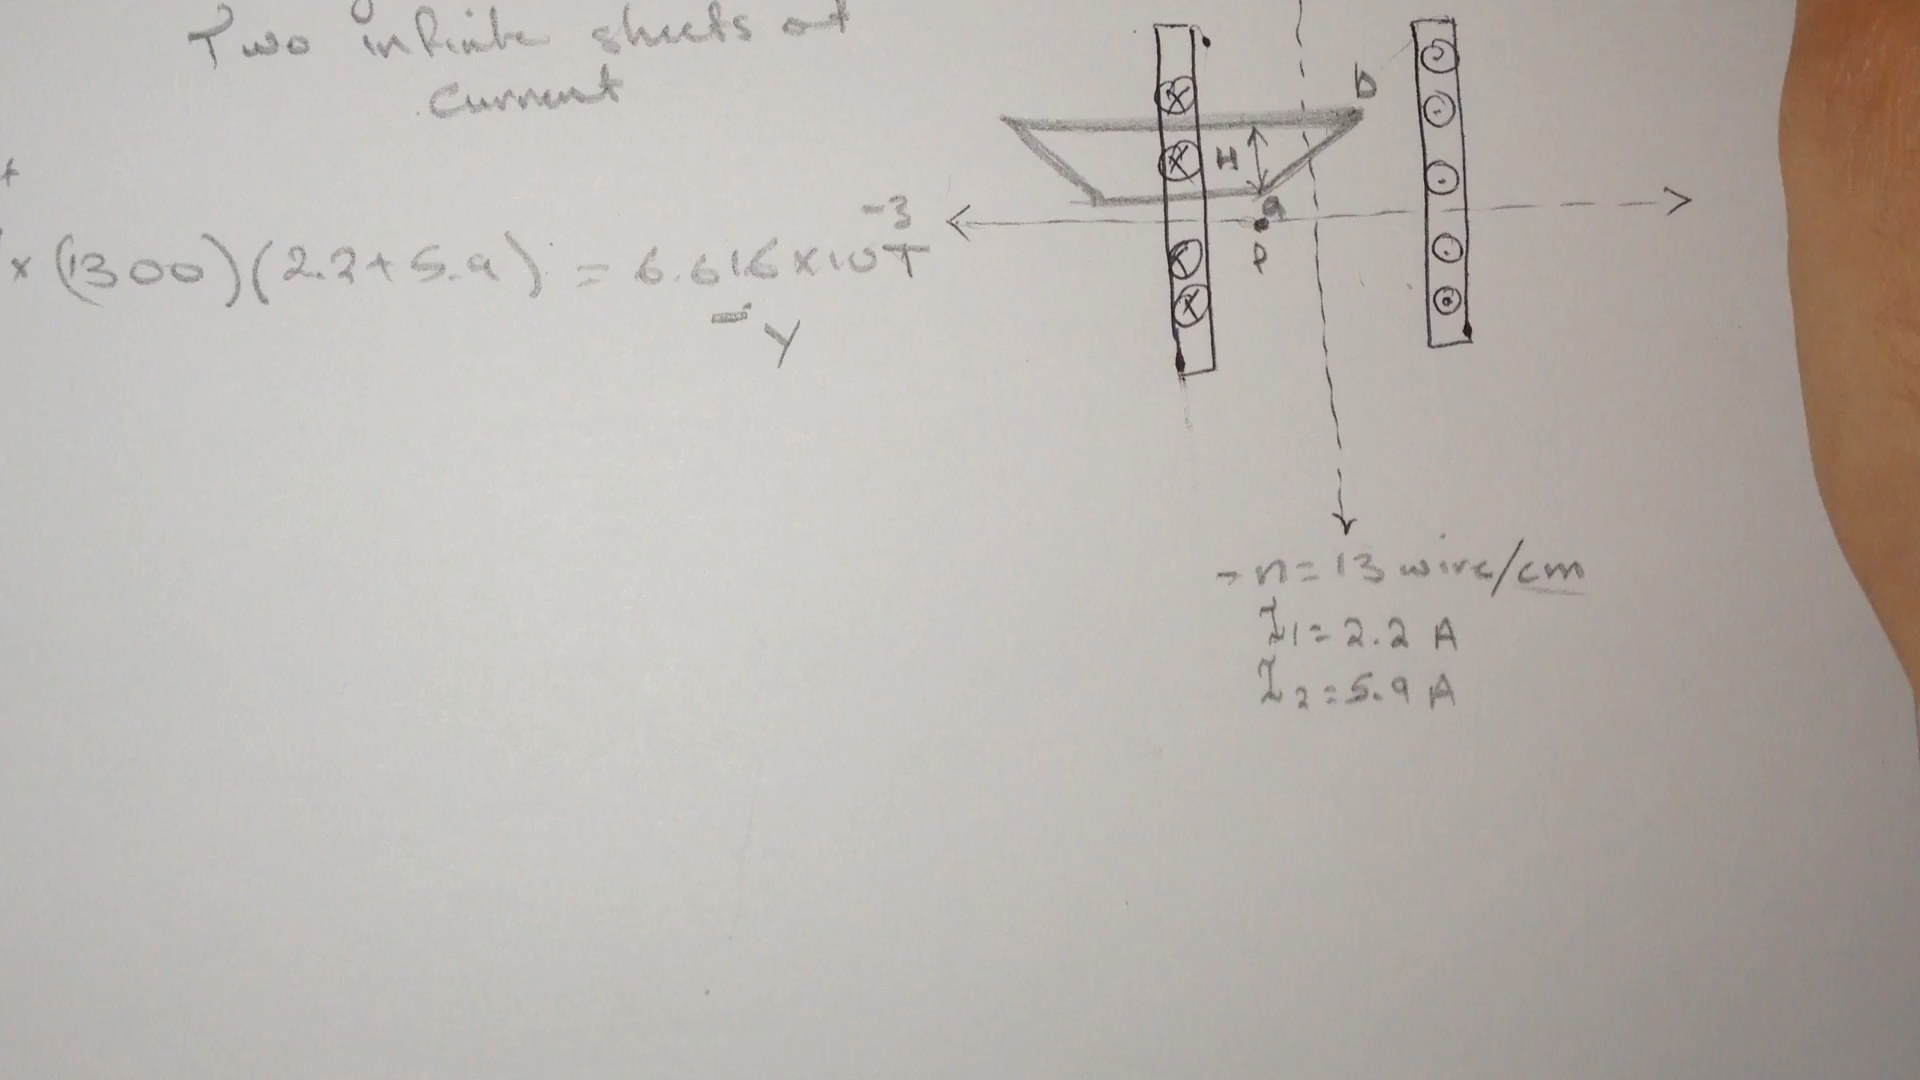 Two infinite sheets of
current
× (1300)(2.2+5.9) = 6.616×10⁻³T
- y
b
H
a
P
→ n = 13 wire/cm
I₁ = 2.2 A
I₂ = 5.9 A